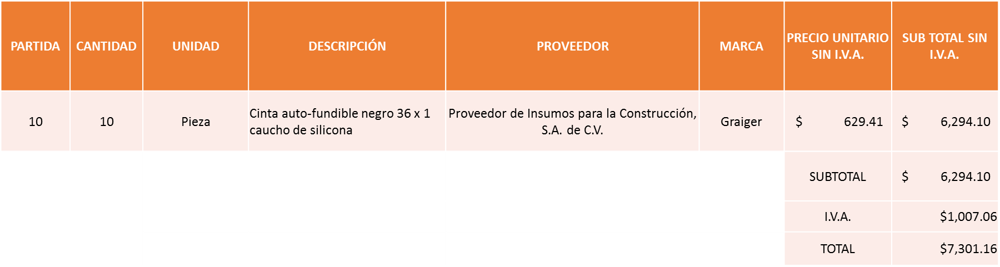 PARTIDA CANTIDAD UNIDAD DESCRIPCIÓN PROVEEDOR MARCA PRECIO UNITARIO SIN I.V.A. SUB TOTAL SIN I.V.A.
10 10 Pieza Cinta auto-fundible negro 36 x 1 caucho de silicona Proveedor de Insumos para la Construcción, S.A. de C.V. Graiger $ 629.41 $ 6,294.10
SUBTOTAL $ 6,294.10
I.V.A. $1,007.06
TOTAL $7,301.16